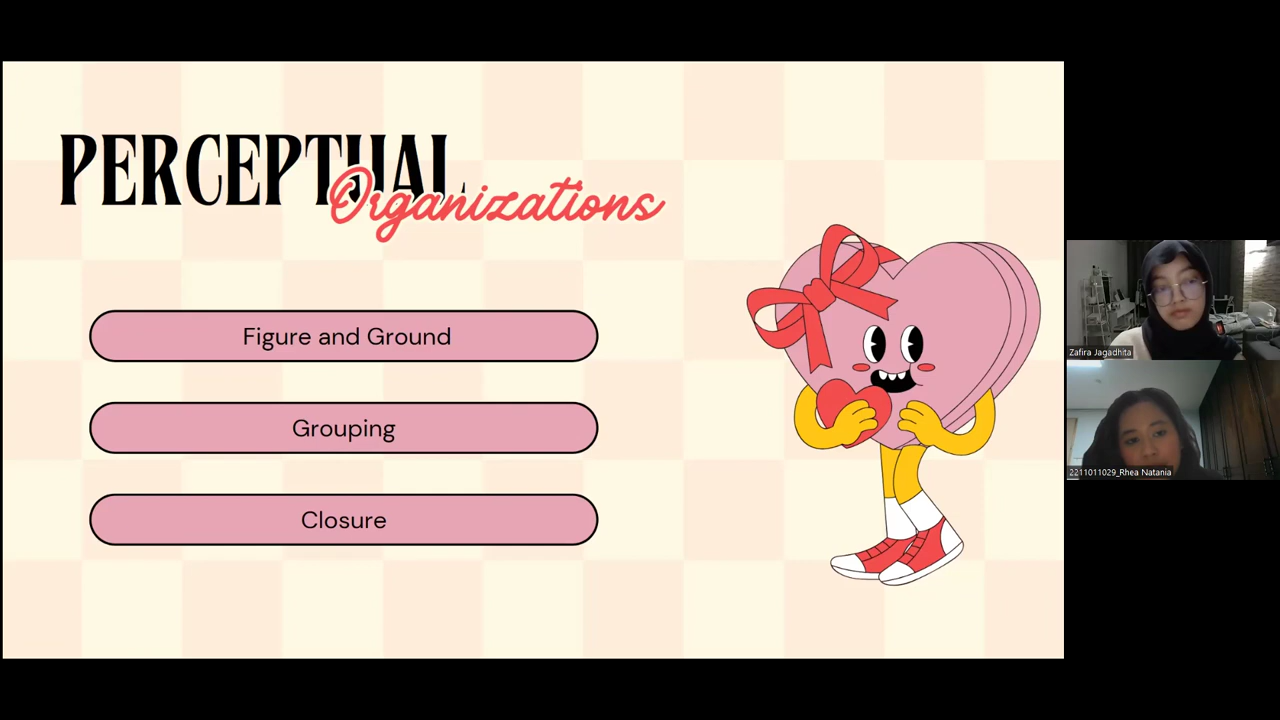 PERCEPTUAL
Organizations
Figure and Ground
Grouping
Closure
Zafira Jagadhita
2211011029_Rhea Natania